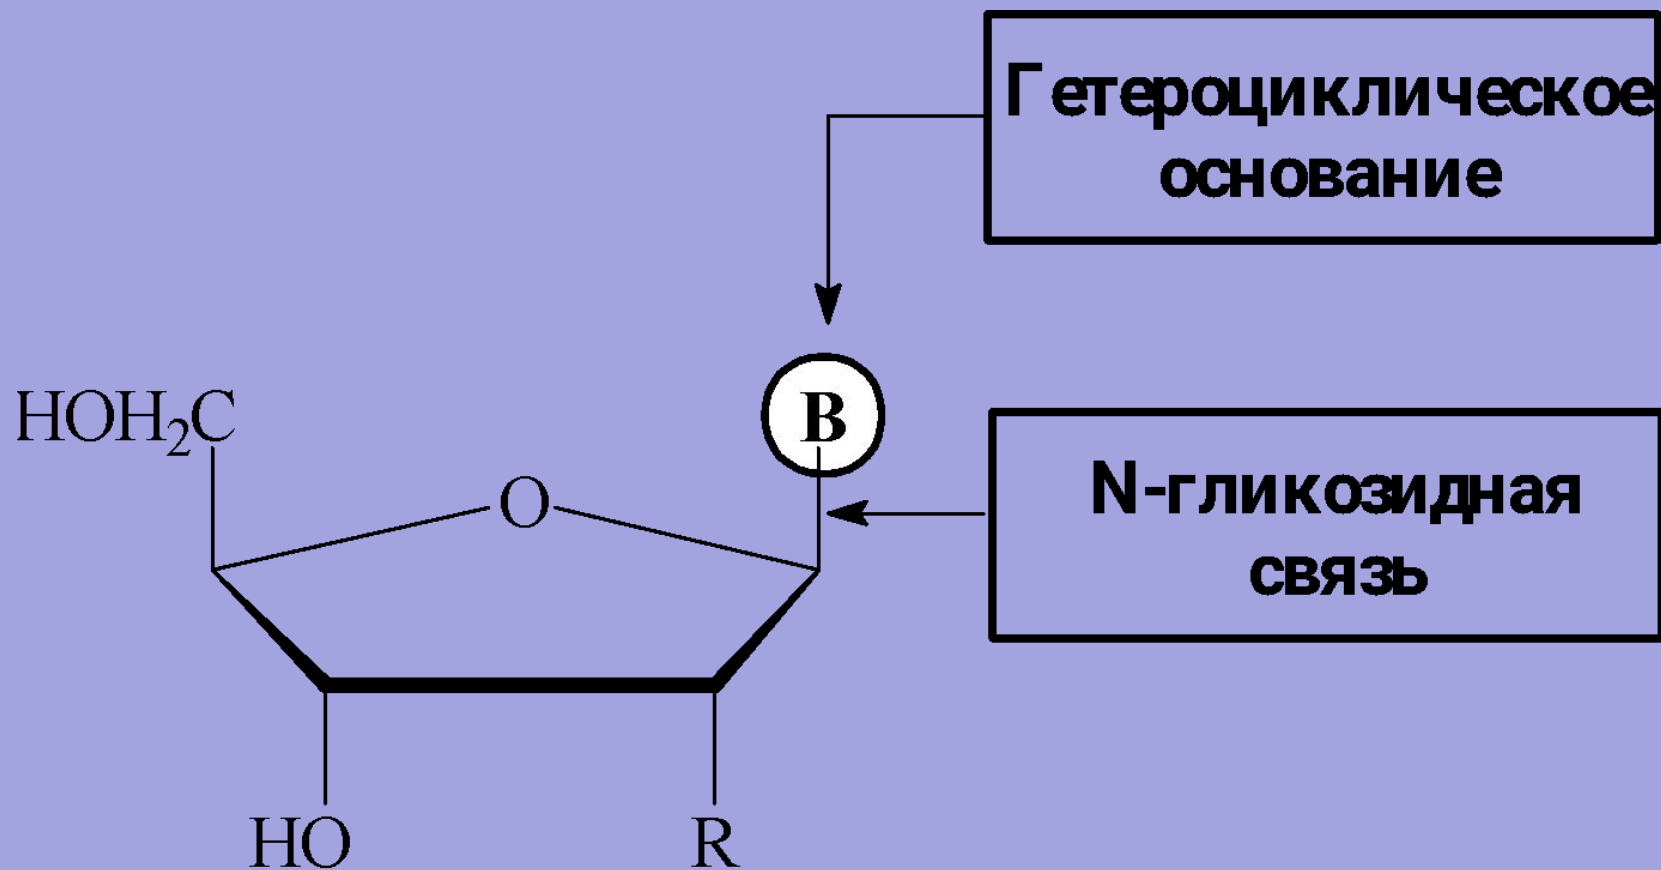 Гетероциклическое
основание
B
HOH₂C
O
N-гликозидная
связь
HO
R